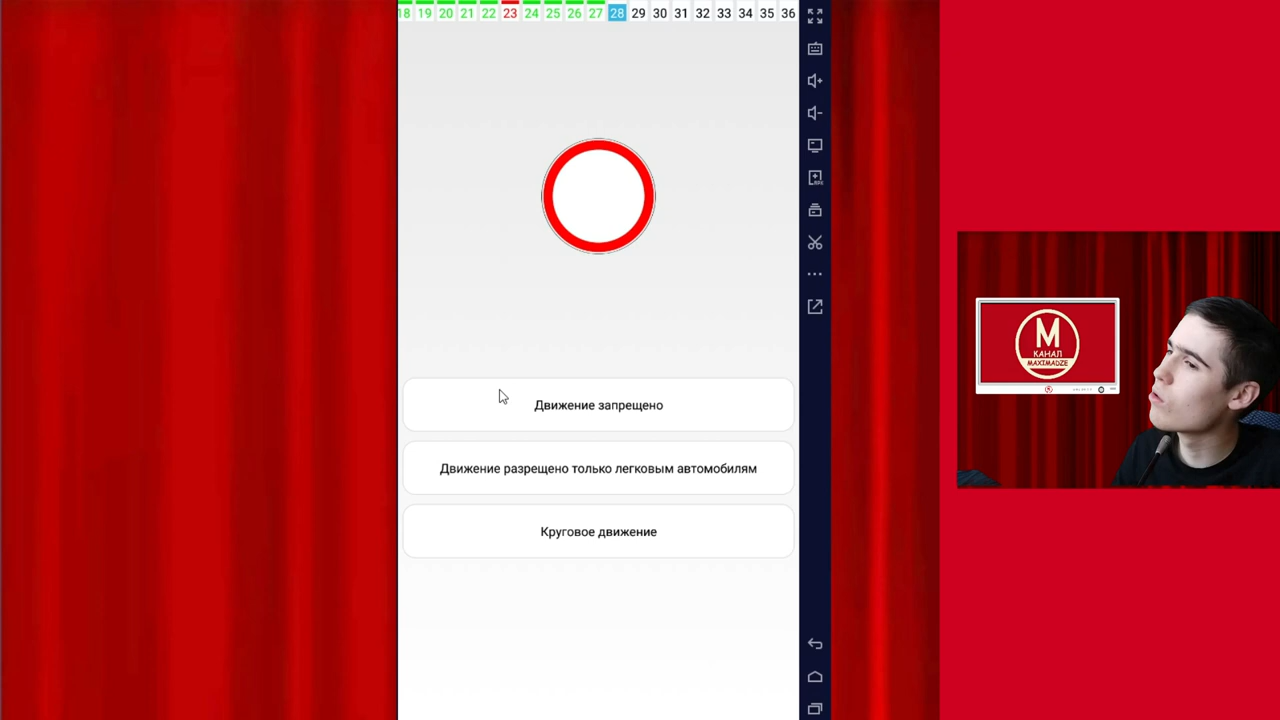 18 19 20 21 22 23 24 25 26 27 28 29 30 31 32 33 34 35 36
Движение запрещено
Движение разрещено только легковым автомобилям
Круговое движение
М
КАНАЛ
MAXIMADZE